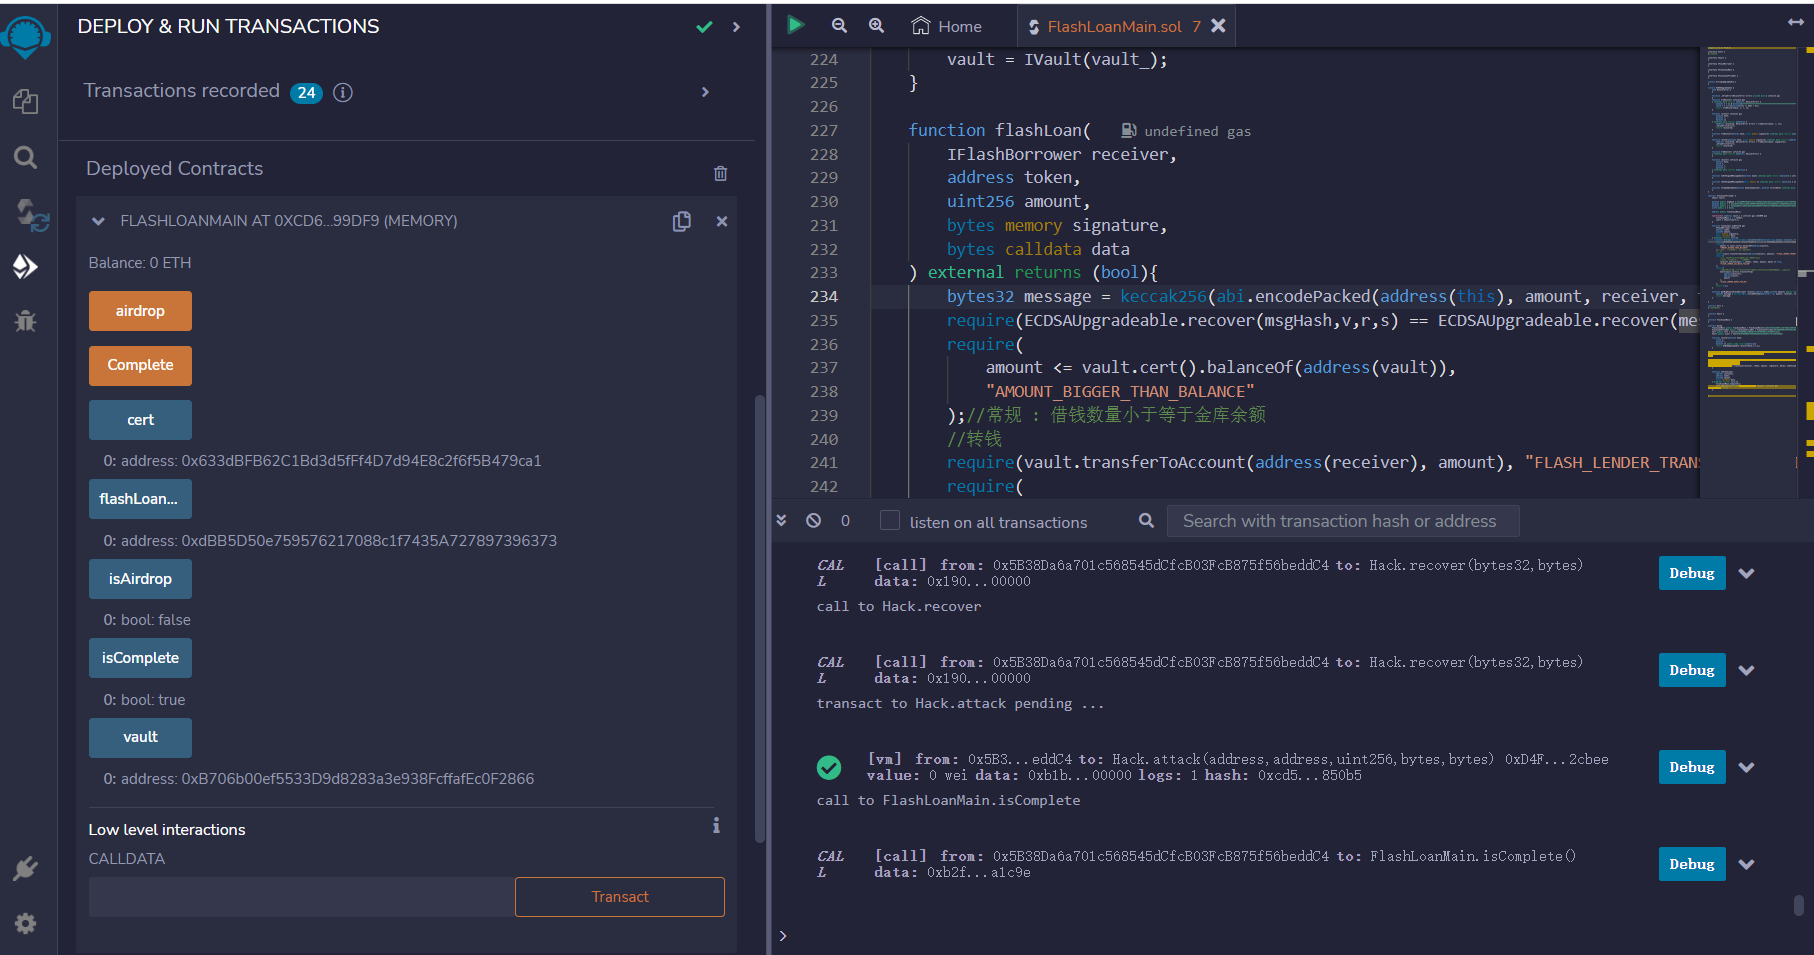 DEPLOY & RUN TRANSACTIONS
Transactions recorded 24
Deployed Contracts
FLASHLOANMAIN AT 0XCD6...99DF9 (MEMORY)
Balance: 0 ETH
airdrop
Complete
cert
0: address: 0x633dBFB62C1Bd3d5fFf4D7d94E8c2f6f5B479ca1
flashLoan...
0: address: 0xdBB5D50e759576217088c1f7435A727897396373
isAirdrop
0: bool: false
isComplete
0: bool: true
vault
0: address: 0xB706b00ef5533D9d8283a3e938FcffafEc0F2866
Low level interactions
CALLDATA
Transact
Home
FlashLoanMain.sol 7
224 vault = IVault(vault_);
225 }
226
227 function flashLoan( undefined gas
228 IFlashBorrower receiver,
229 address token,
230 uint256 amount,
231 bytes memory signature,
232 bytes calldata data
233 ) external returns (bool){
234 bytes32 message = keccak256(abi.encodePacked(address(this), amount, receiver,
235 require(ECDSAUpgradeable.recover(msgHash,v,r,s) == ECDSAUpgradeable.recover(me
236 require(
237 amount <= vault.cert().balanceOf(address(vault)),
238 "AMOUNT_BIGGER_THAN_BALANCE"
239 );//常规 : 借钱数量小于等于金库余额
240 //转钱
241 require(vault.transferToAccount(address(receiver), amount), "FLASH_LENDER_TRAN
242 require(
0 listen on all transactions Search with transaction hash or address
CAL [call] from: 0x5B38Da6a701c568545dCfcB03FcB875f56beddC4 to: Hack.recover(bytes32,bytes) Debug
L data: 0x190...00000
call to Hack.recover
CAL [call] from: 0x5B38Da6a701c568545dCfcB03FcB875f56beddC4 to: Hack.recover(bytes32,bytes) Debug
L data: 0x190...00000
transact to Hack.attack pending ...
[vm] from: 0x5B3...eddC4 to: Hack.attack(address,address,uint256,bytes,bytes) 0xD4F...2cbee Debug
value: 0 wei data: 0xb1b...00000 logs: 1 hash: 0xcd5...850b5
call to FlashLoanMain.isComplete
CAL [call] from: 0x5B38Da6a701c568545dCfcB03FcB875f56beddC4 to: FlashLoanMain.isComplete() Debug
L data: 0xb2f...a1c9e
>